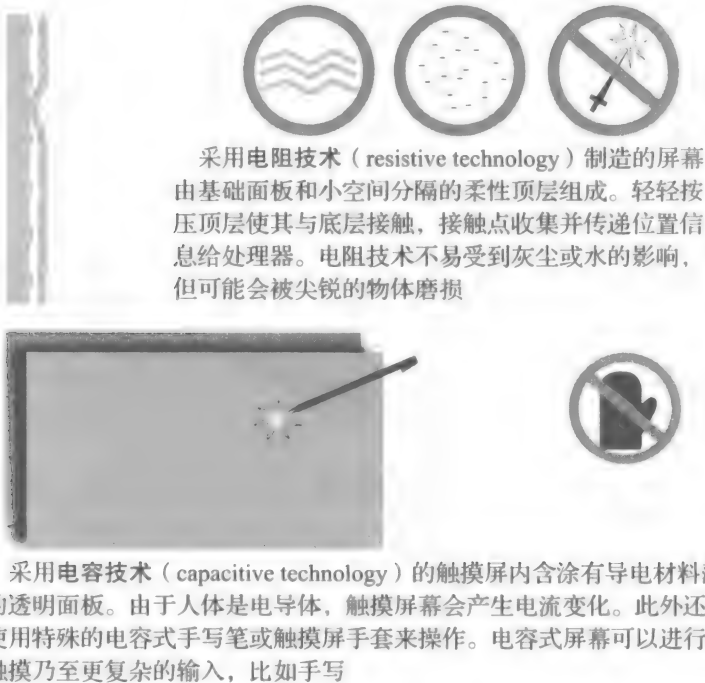 采用电阻技术（resistive technology）制造的屏幕
由基础面板和小空间分隔的柔性顶层组成。轻轻按
压顶层使其与底层接触，接触点收集并传递位置信
息给处理器。电阻技术不易受到灰尘或水的影响，
但可能会被尖锐的物体磨损
采用电容技术（capacitive technology）的触摸屏内含涂有导电材料
的透明面板。由于人体是电导体，触摸屏幕会产生电流变化。此外还
使用特殊的电容式手写笔或触摸屏手套来操作。电容式屏幕可以进行
触摸乃至更复杂的输入，比如手写